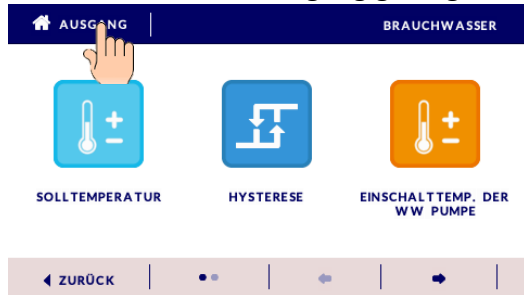 AUSGANG
BRAUCHWASSER
SOLLTEMPERATUR
HYSTERESE
EINSCHALTTEMP. DER
WW PUMPE
ZURÜCK